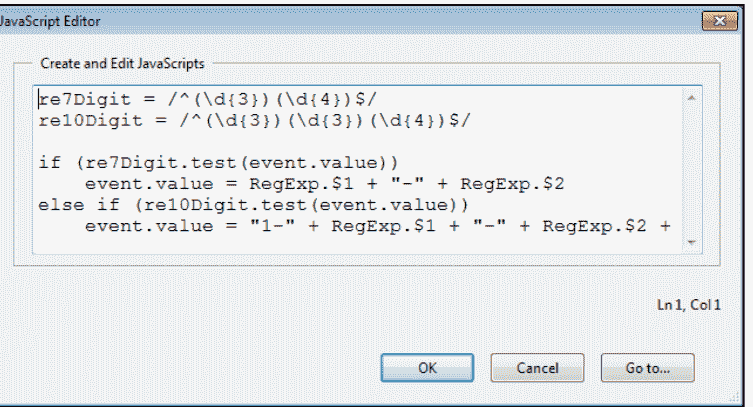 JavaScript Editor
Create and Edit JavaScripts
re7Digit = /^(\d{3})(\d{4})$/
re10Digit = /^(\d{3})(\d{3})(\d{4})$/
if (re7Digit.test(event.value))
event.value = RegExp.$1 + "-" + RegExp.$2
else if (re10Digit.test(event.value))
event.value = "1-" + RegExp.$1 + "-" + RegExp.$2 +
Ln 1, Col 1
OK
Cancel
Go to...